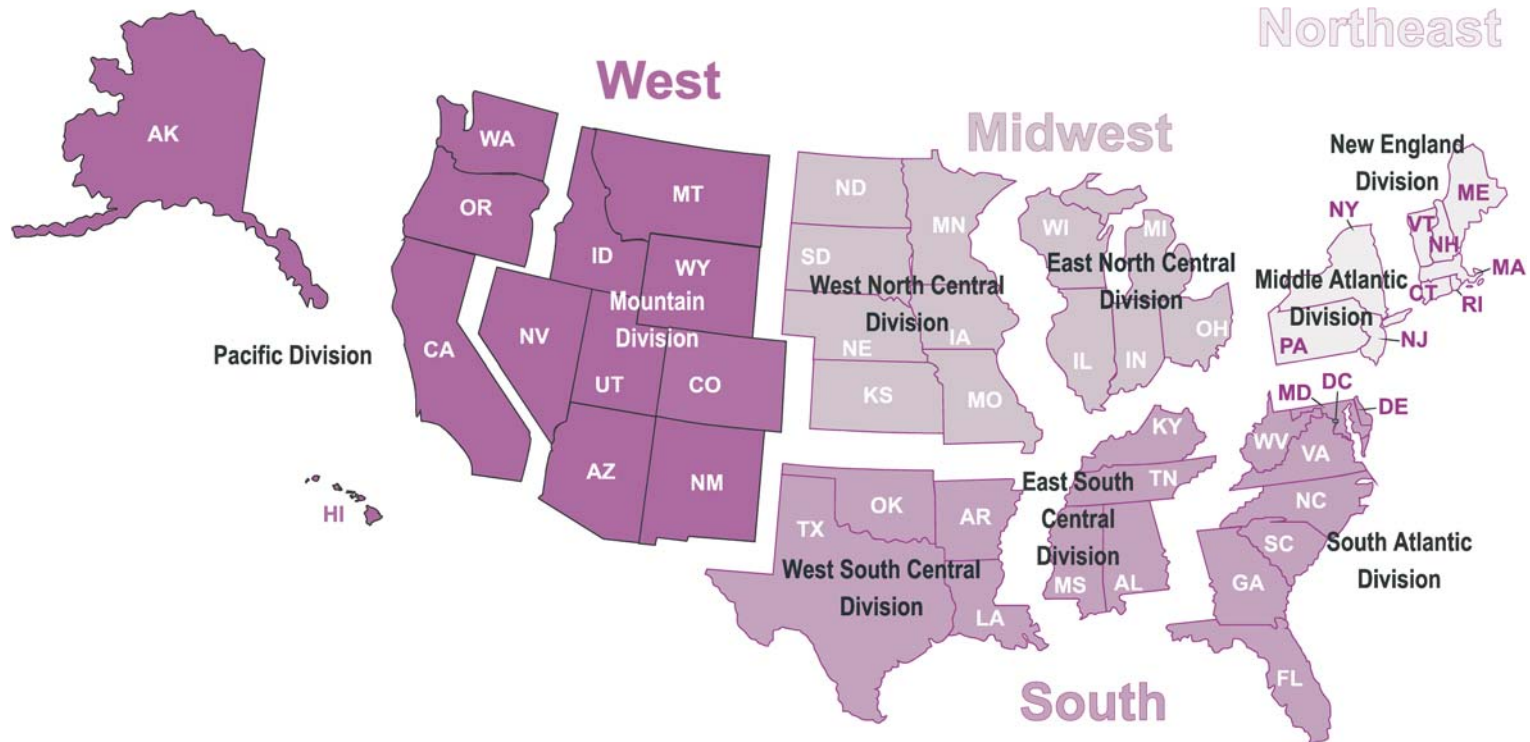 Northeast
West
Midwest
South
AK
WA
OR
CA
HI
Pacific Division
MT
ID
WY
NV
Mountain
Division
UT
CO
AZ
NM
ND
MN
SD
West North Central
Division
NE
IA
KS
MO
WI
MI
East North Central
Division
IL
IN
OH
New England
Division
ME
VT
NH
MA
CT
RI
NY
Middle Atlantic
Division
PA
NJ
DC
MD
DE
WV
VA
NC
SC
GA
FL
South Atlantic
Division
KY
TN
East South
Central
Division
MS
AL
OK
TX
AR
LA
West South Central
Division